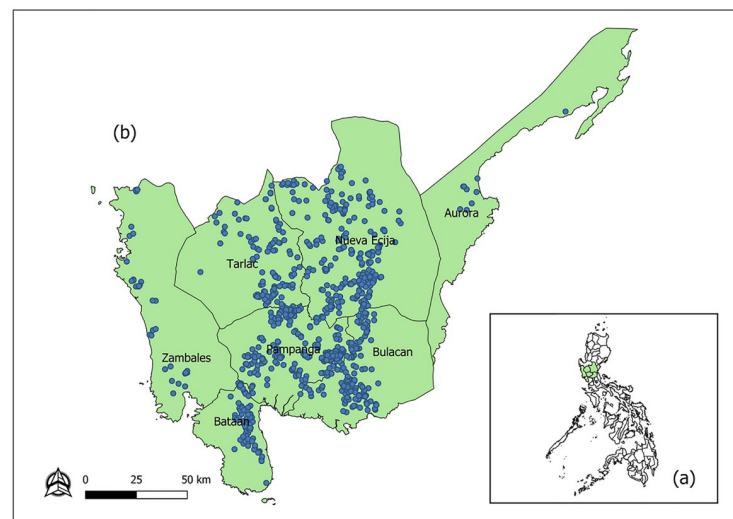 (b)
Aurora
Nueva Ecija
Tarlac
Zambales
Pampanga
Bulacan
Bataan
0 25 50 km
(a)